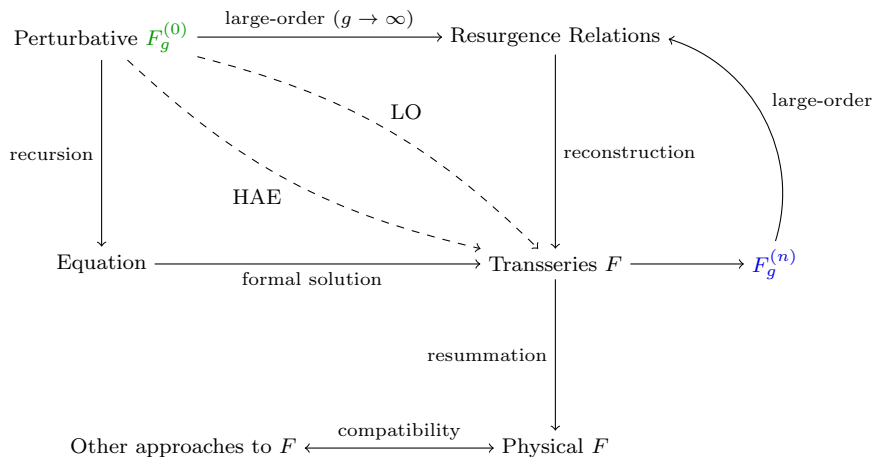 large-order (g → ∞)
Perturbative F_g^{(0)}
Resurgence Relations
large-order
LO
recursion
reconstruction
HAE
Equation
formal solution
Transseries F
F_g^{(n)}
resummation
Other approaches to F
compatibility
Physical F